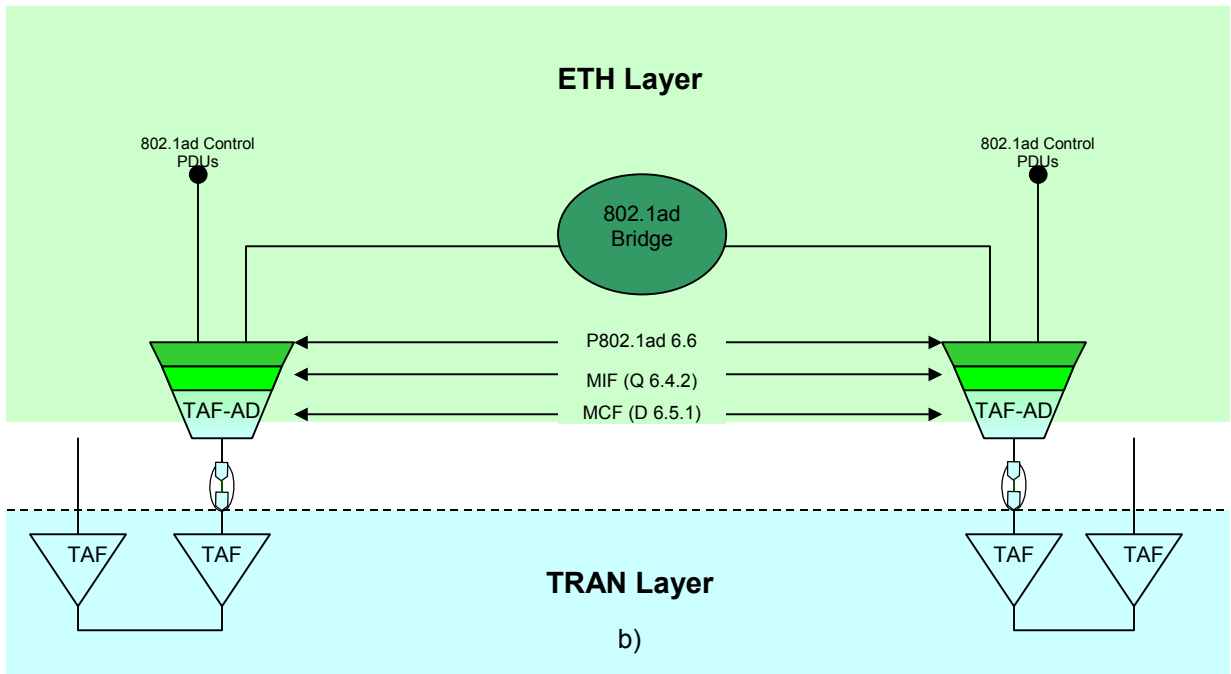 ETH Layer
802.1ad Control
PDUs
802.1ad Control
PDUs
802.1ad
Bridge
P802.1ad 6.6
MIF (Q 6.4.2)
TAF-AD
MCF (D 6.5.1)
TAF-AD
TAF
TAF
TAF
TAF
TRAN Layer
b)